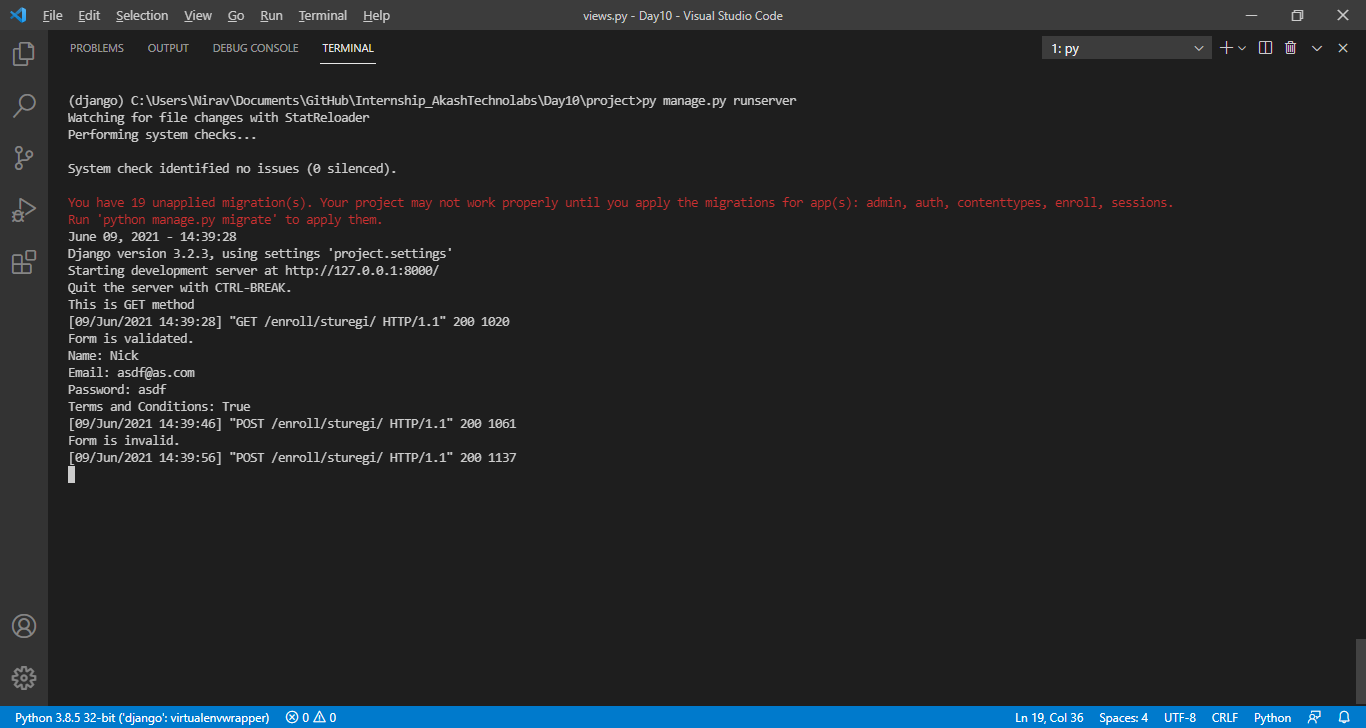 File Edit Selection View Go Run Terminal Help views.py - Day10 - Visual Studio Code
PROBLEMS OUTPUT DEBUG CONSOLE TERMINAL 1: py
(django) C:\Users\Nirav\Documents\GitHub\Internship_AkashTechnolabs\Day10\project>py manage.py runserver
Watching for file changes with StatReloader
Performing system checks...
System check identified no issues (0 silenced).
You have 19 unapplied migration(s). Your project may not work properly until you apply the migrations for app(s): admin, auth, contenttypes, enroll, sessions.
Run 'python manage.py migrate' to apply them.
June 09, 2021 - 14:39:28
Django version 3.2.3, using settings 'project.settings'
Starting development server at http://127.0.0.1:8000/
Quit the server with CTRL-BREAK.
This is GET method
[09/Jun/2021 14:39:28] "GET /enroll/sturegi/ HTTP/1.1" 200 1020
Form is validated.
Name: Nick
Email: asdf@as.com
Password: asdf
Terms and Conditions: True
[09/Jun/2021 14:39:46] "POST /enroll/sturegi/ HTTP/1.1" 200 1061
Form is invalid.
[09/Jun/2021 14:39:56] "POST /enroll/sturegi/ HTTP/1.1" 200 1137
Python 3.8.5 32-bit ('django': virtualenvwrapper) 0 0 Ln 19, Col 36 Spaces: 4 UTF-8 CRLF Python